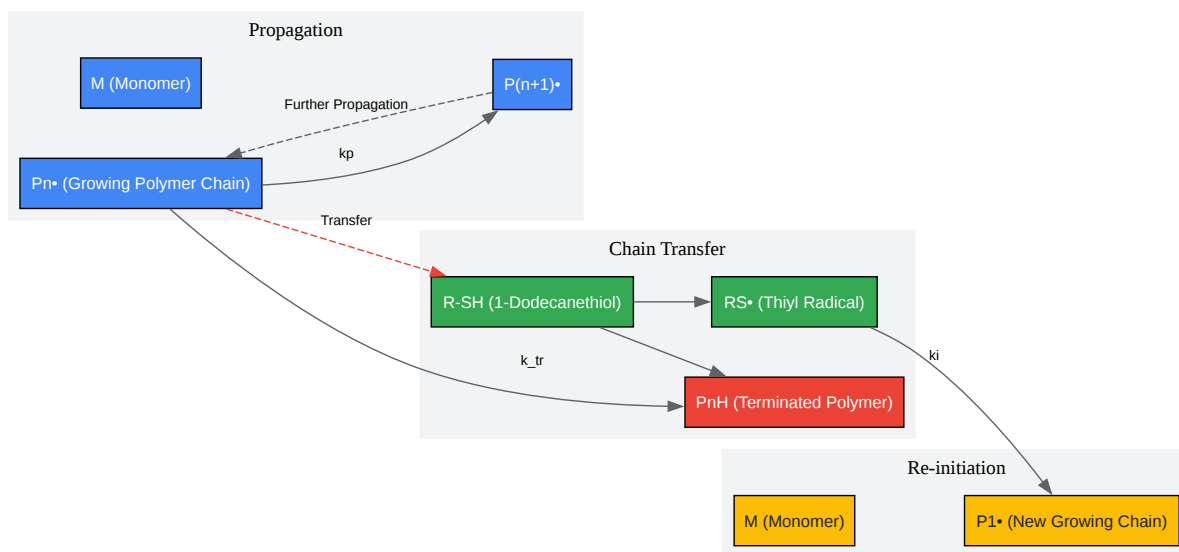 Propagation
M (Monomer)
P(n+1)•
Further Propagation
kp
Pn• (Growing Polymer Chain)
Transfer
Chain Transfer
R-SH (1-Dodecanethiol)
RS• (Thiyl Radical)
k_tr
ki
PnH (Terminated Polymer)
Re-initiation
M (Monomer)
P1• (New Growing Chain)